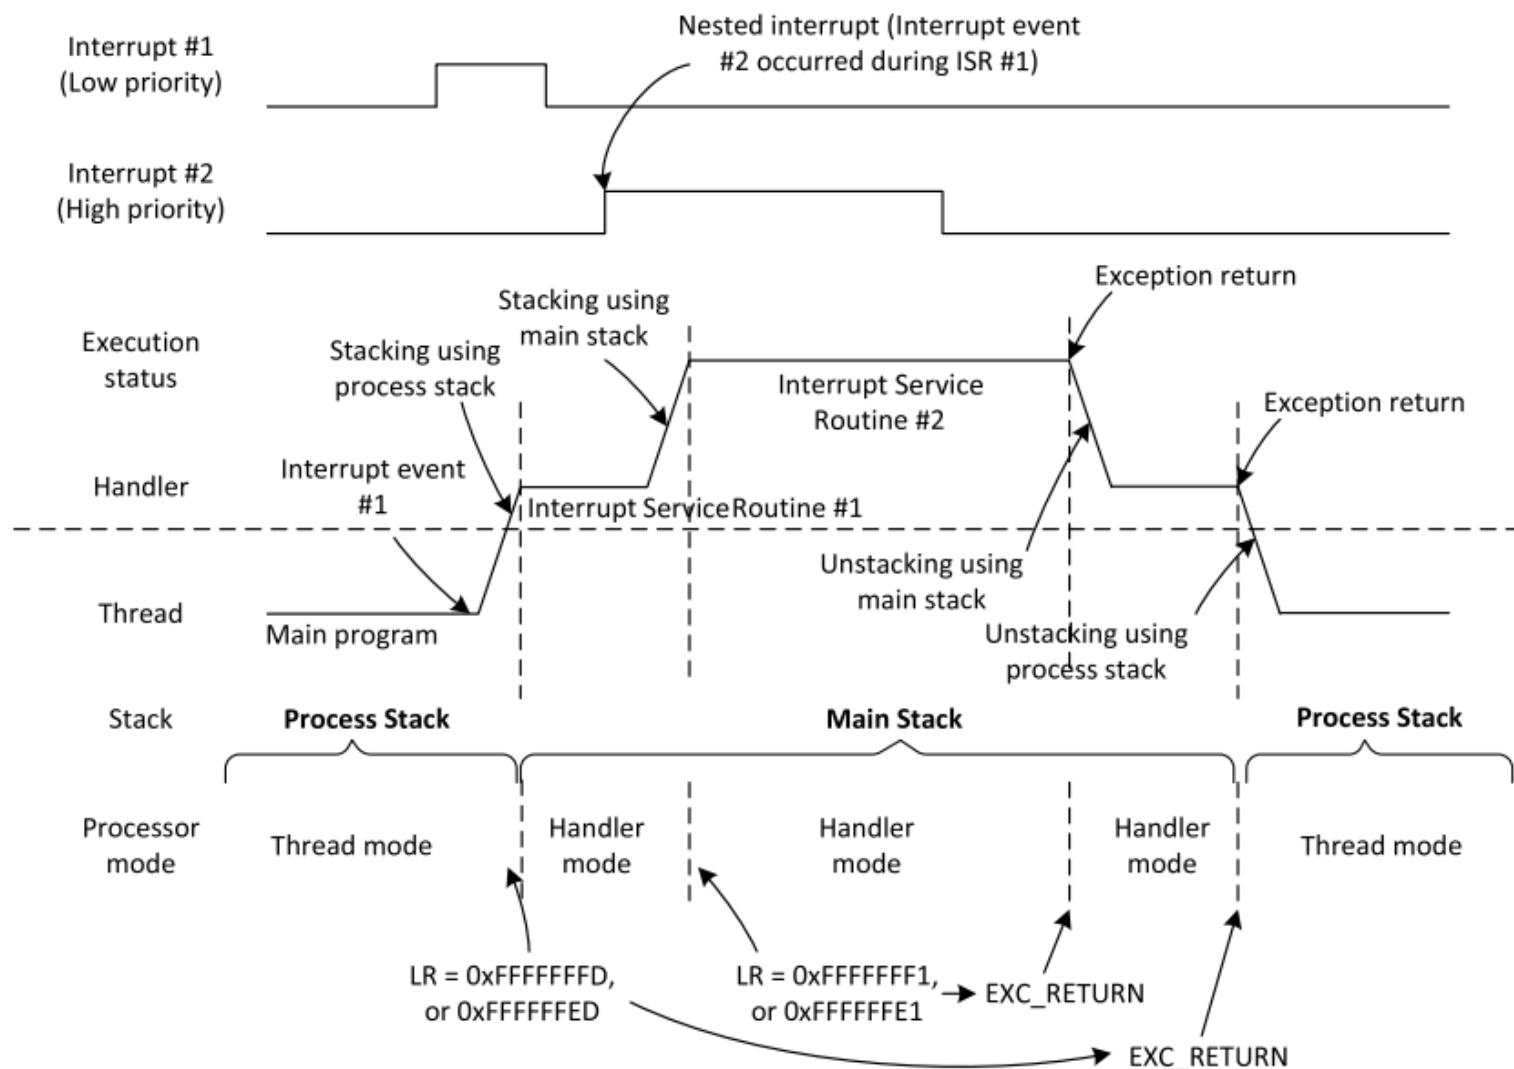 Nested interrupt (Interrupt event
#2 occurred during ISR #1)
Interrupt #1
(Low priority)
Interrupt #2
(High priority)
Exception return
Stacking using
main stack
Execution
status
Stacking using
process stack
Interrupt Service
Routine #2
Exception return
Interrupt event
#1
Handler
Interrupt Service Routine #1
Unstacking using
main stack
Thread
Main program
Unstacking using
process stack
Stack
Process Stack
Main Stack
Process Stack
Processor
mode
Thread mode
Handler
mode
Handler
mode
Handler
mode
Thread mode
LR = 0xFFFFFFFD,
or 0xFFFFFFED
LR = 0xFFFFFFF1,
or 0xFFFFFFE1
EXC_RETURN
EXC_RETURN